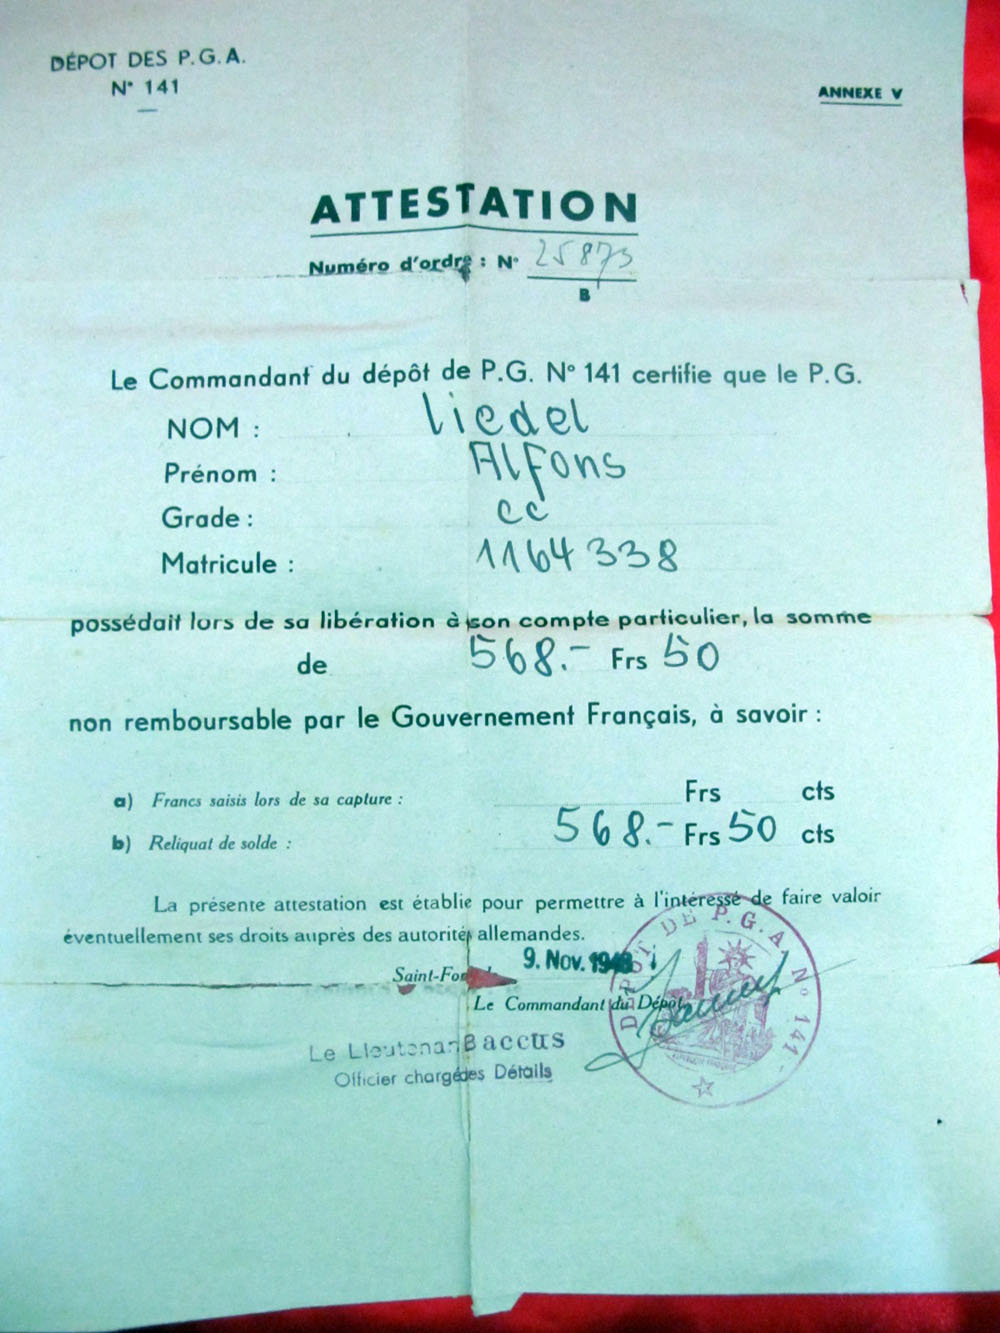 DÉPOT DES P.G.A.
N° 141
ANNEXE V
ATTESTATION
Numéro d'ordre : N° 25873
B
Le Commandant du dépôt de P.G. N° 141 certifie que le P.G.
NOM : Liedel
Prénom : Alfons
Grade : cc
Matricule : 1164338
possédait lors de sa libération à son compte particulier, la somme
de 568.- Frs 50
non remboursable par le Gouvernement Français, à savoir :
a) Francs saisis lors de sa capture : Frs cts
b) Reliquat de solde : 568.- Frs 50 cts
La présente attestation est établie pour permettre à l'intéressé de faire valoir
éventuellement ses droits auprès des autorités allemandes.
9. Nov. 1948
Le Commandant du Dépot,
Le Lieutenant Baccus
Officier chargé des Détails
DÉPOT DE P.G.A. N° 141